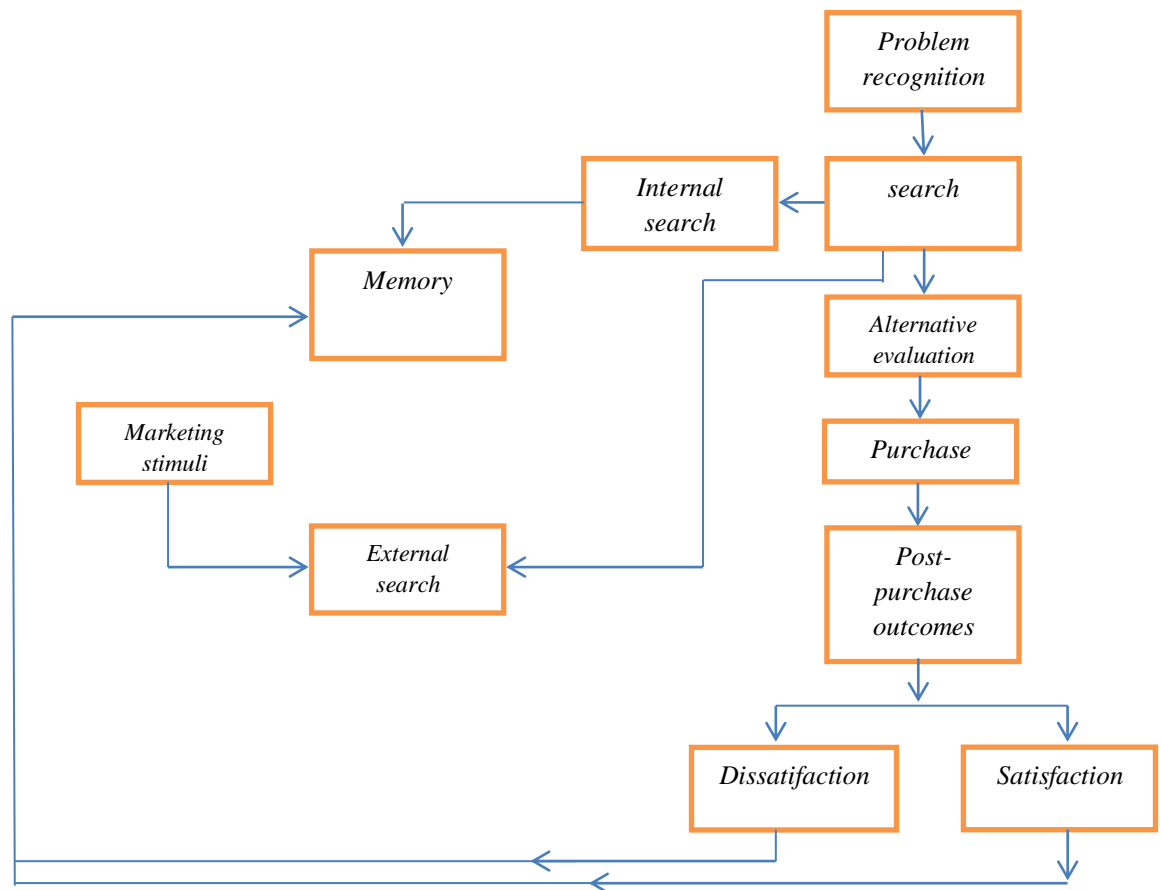 Problem
recognition
search
Internal
search
Memory
Alternative
evaluation
Marketing
stimuli
Purchase
External
search
Post-
purchase
outcomes
Dissatifaction
Satisfaction